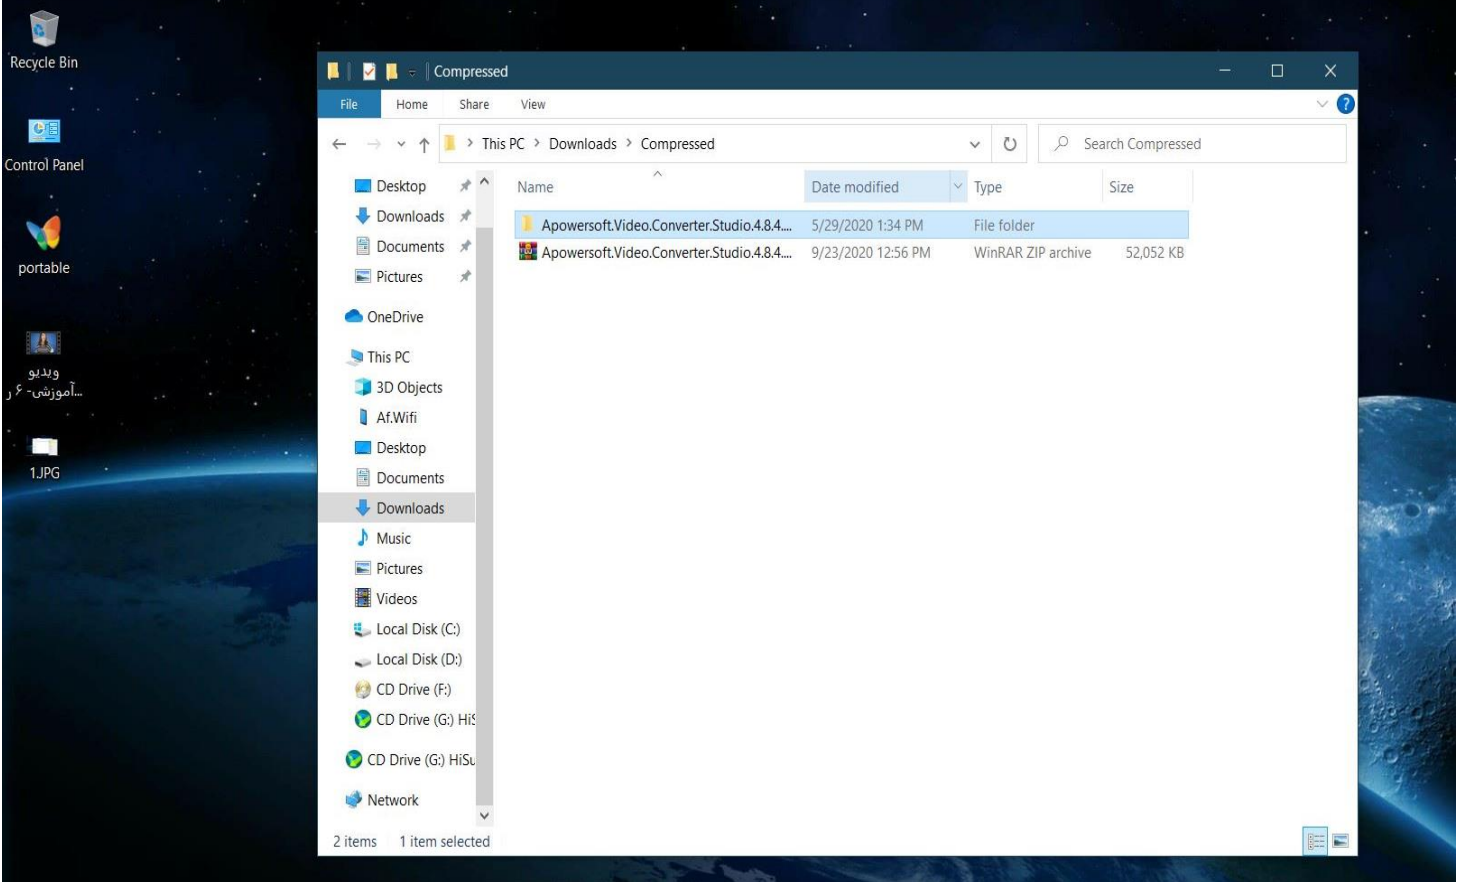 Recycle Bin
Control Panel
portable
ویدیو
آموزشی- ۶ ر...
1.JPG
Compressed
File Home Share View
?
This PC > Downloads > Compressed
Search Compressed
Name Date modified Type Size
Apowersoft.Video.Converter.Studio.4.8.4.... 5/29/2020 1:34 PM File folder
Apowersoft.Video.Converter.Studio.4.8.4.... 9/23/2020 12:56 PM WinRAR ZIP archive 52,052 KB
Desktop
Downloads
Documents
Pictures
OneDrive
This PC
3D Objects
Af.Wifi
Desktop
Documents
Downloads
Music
Pictures
Videos
Local Disk (C:)
Local Disk (D:)
CD Drive (F:)
CD Drive (G:) HiS
CD Drive (G:) HiSu
Network
2 items 1 item selected